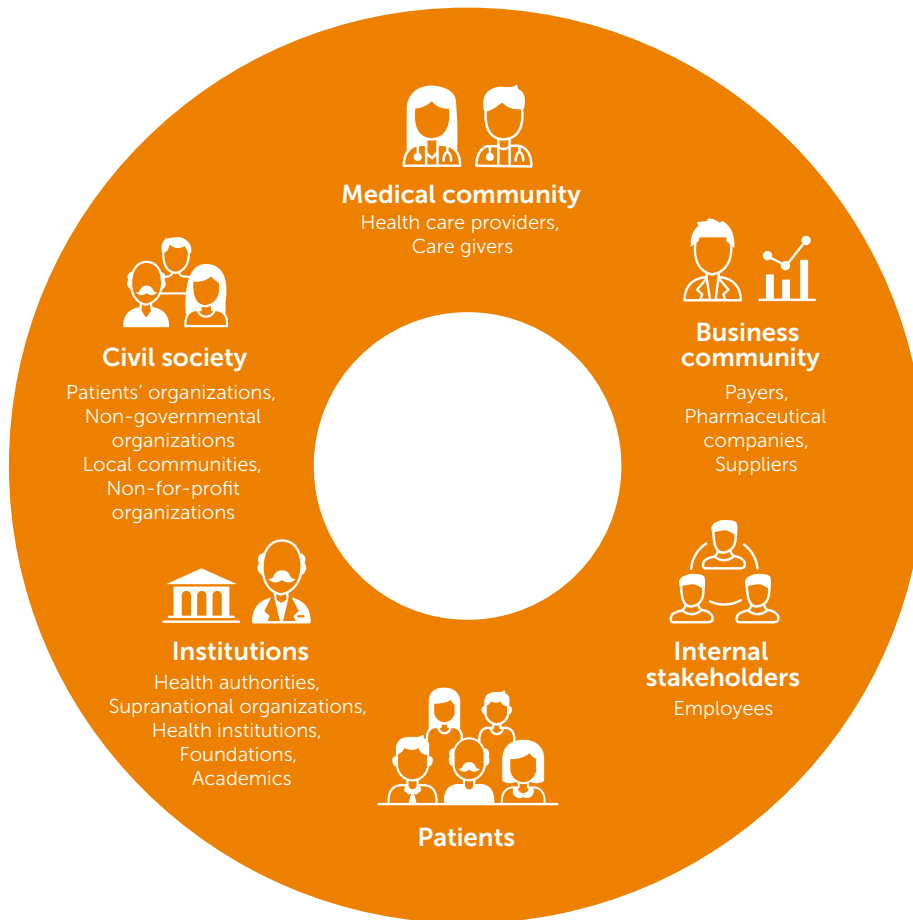 Medical community
Health care providers,
Care givers
Business
community
Payers,
Pharmaceutical
companies,
Suppliers
Internal
stakeholders
Employees
Patients
Institutions
Health authorities,
Supranational organizations,
Health institutions,
Foundations,
Academics
Civil society
Patients’ organizations,
Non-governmental
organizations
Local communities,
Non-for-profit
organizations